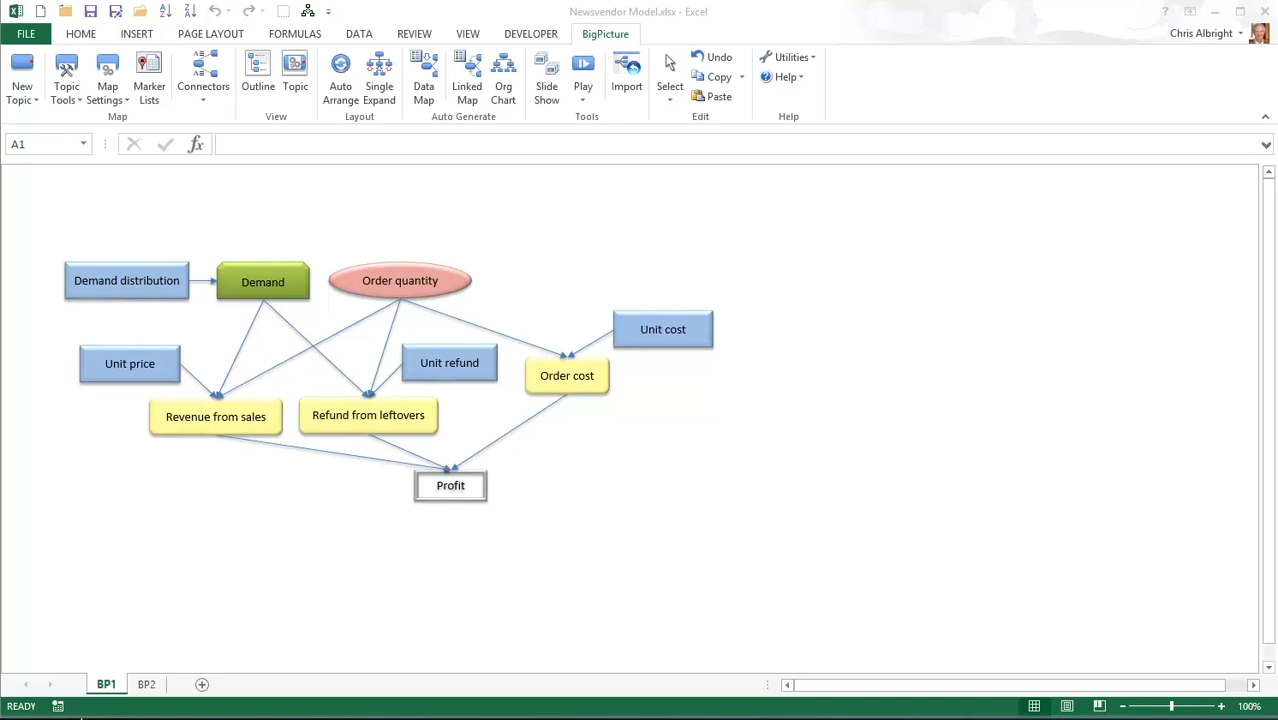 Newsvendor Model.xlsx - Excel
FILE HOME INSERT PAGE LAYOUT FORMULAS DATA REVIEW VIEW DEVELOPER BigPicture Chris Albright
New Topic
Topic Tools
Map Settings
Marker Lists
Connectors
Map
Outline
Topic
View
Auto Arrange
Single Expand
Layout
Data Map
Linked Map
Org Chart
Auto Generate
Slide Show
Play
Import
Tools
Select
Undo
Copy
Paste
Edit
Utilities
Help
Help
A1
fx
Demand distribution
Demand
Order quantity
Unit cost
Unit price
Unit refund
Order cost
Revenue from sales
Refund from leftovers
Profit
BP1 BP2
READY 100%